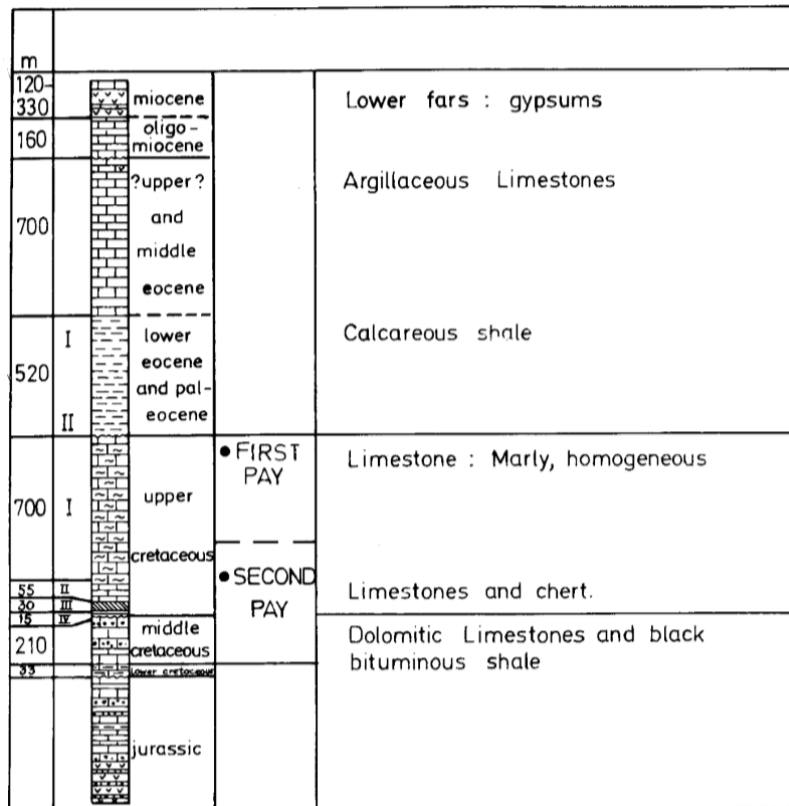 m
120-
330
miocene
Lower fars : gypsums
160
oligo-
miocene
700
?upper?
and
middle
eocene
Argillaceous Limestones
520
I
II
lower
eocene
and pal-
eocene
Calcareous shale
700
I
upper
cretaceous
• FIRST
PAY
Limestone : Marly, homogeneous
55
II
30
III
• SECOND
PAY
Limestones and chert.
15
IV
210
middle
cretaceous
Dolomitic Limestones and black
bituminous shale
33
lower cretaceous
jurassic